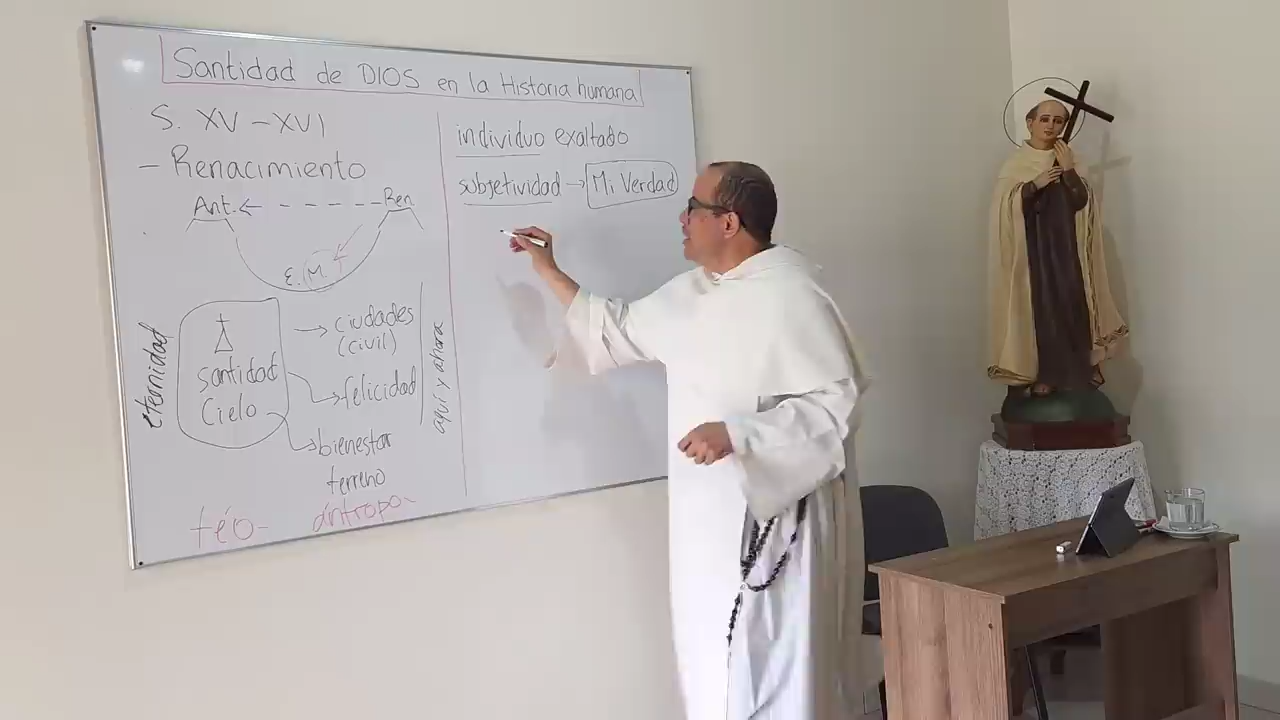 Santidad de DIOS en la Historia humana
S. XV - XVI
- Renacimiento
Ant. ← - - - - - Ren
E. M.
eternidad
santidad
Cielo
→ ciudades
(civil)
→ felicidad
→ bienestar
terreno
aquí y ahora
téo-
ántropo-
individuo exaltado
subjetividad → Mi Verdad